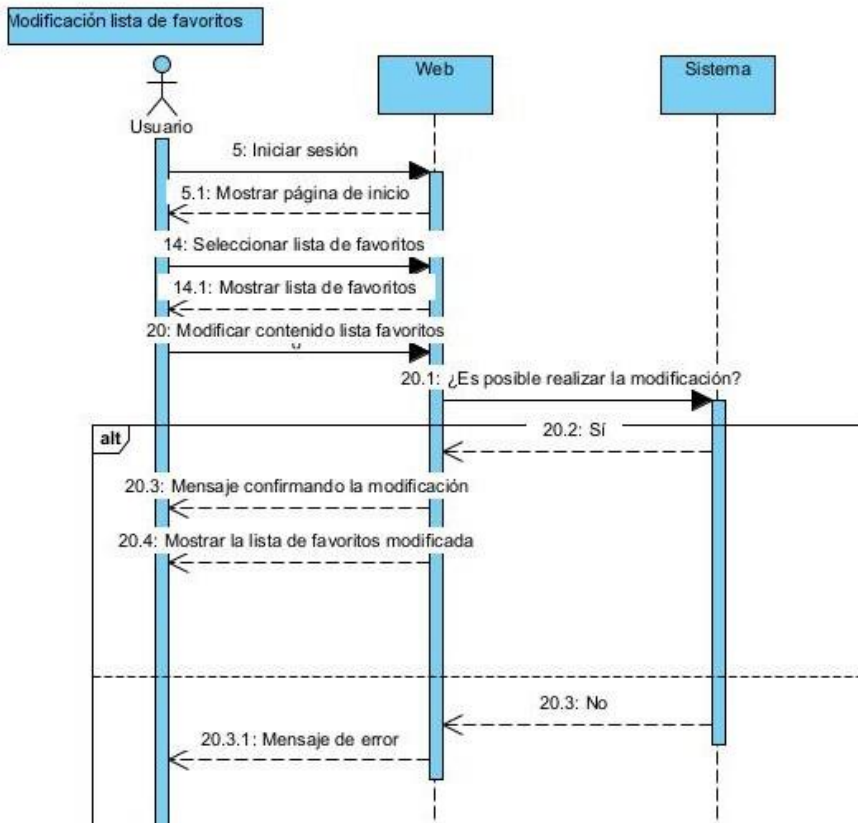 Modificación lista de favoritos
Web
Sistema
Usuario
5: Iniciar sesión
5.1: Mostrar página de inicio
14: Seleccionar lista de favoritos
14.1: Mostrar lista de favoritos
20: Modificar contenido lista favoritos
20.1: ¿Es posible realizar la modificación?
alt
20.2: Sí
20.3: Mensaje confirmando la modificación
20.4: Mostrar la lista de favoritos modificada
20.3: No
20.3.1: Mensaje de error